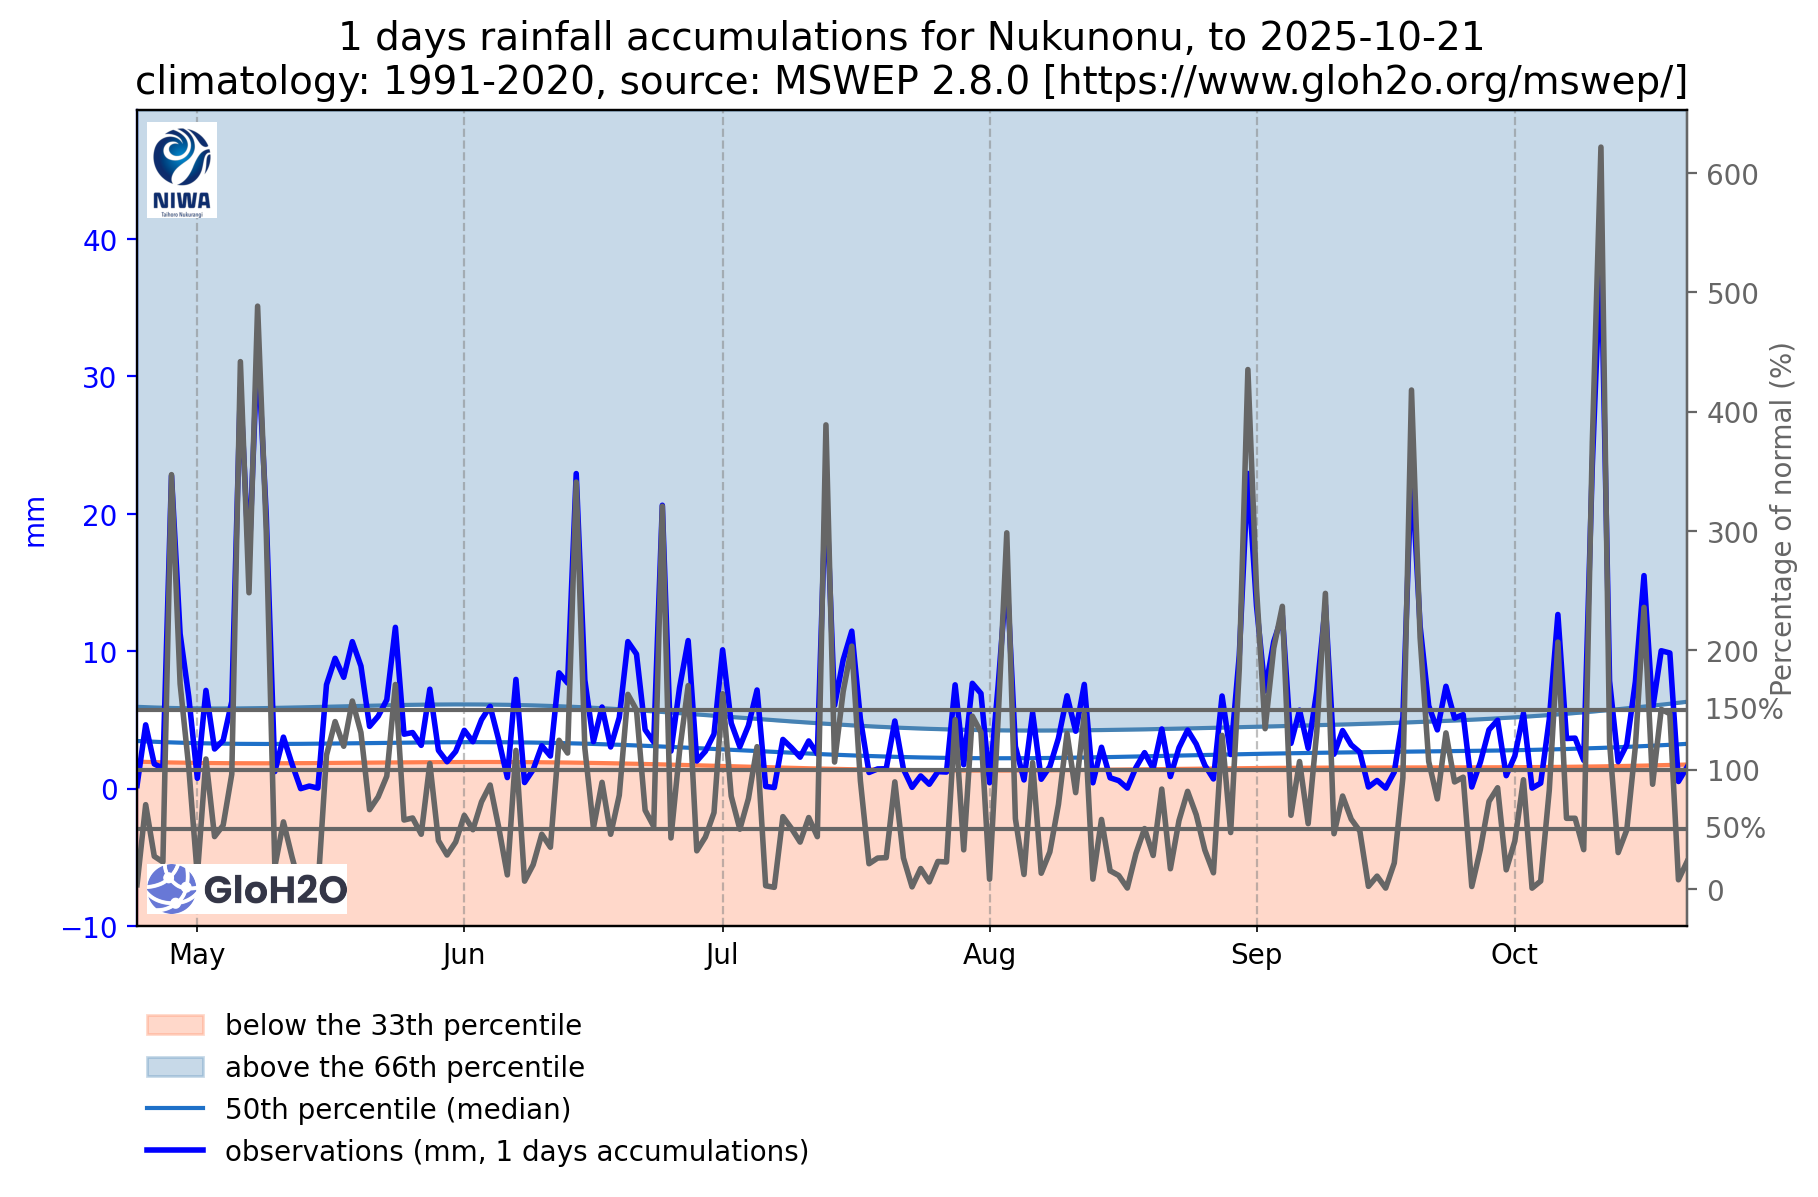 1 days rainfall accumulations for Nukunonu, to 2025-10-21
climatology: 1991-2020, source: MSWEP 2.8.0 [https://www.gloh2o.org/mswep/]
NIWA
Taihoro Nukurangi
40
30
20
10
0
−10
mm
600
500
400
300
200
150%
100
50%
0
Percentage of normal (%)
GloH2O
May
Jun
Jul
Aug
Sep
Oct
below the 33th percentile
above the 66th percentile
50th percentile (median)
observations (mm, 1 days accumulations)